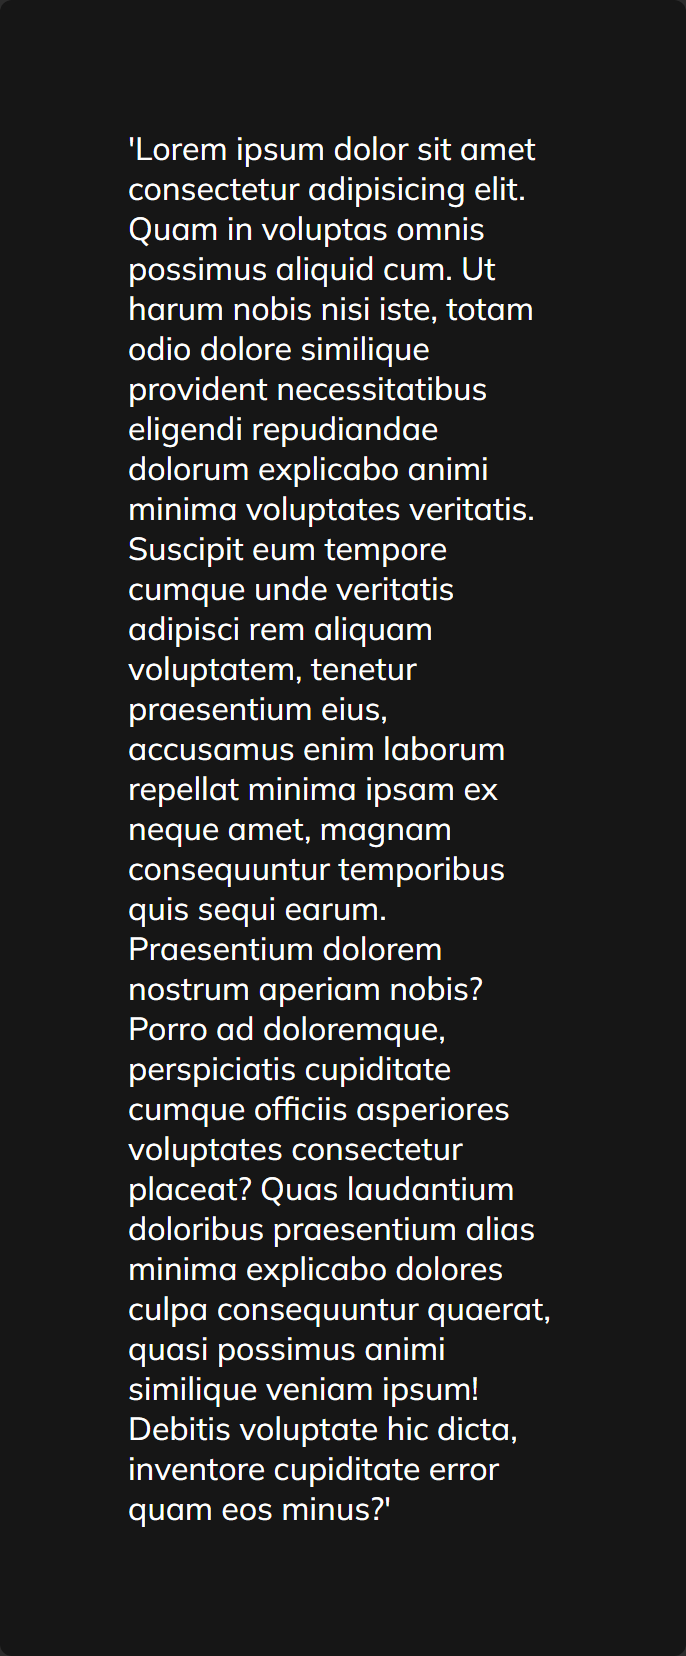 'Lorem ipsum dolor sit amet
consectetur adipisicing elit.
Quam in voluptas omnis
possimus aliquid cum. Ut
harum nobis nisi iste, totam
odio dolore similique
provident necessitatibus
eligendi repudiandae
dolorum explicabo animi
minima voluptates veritatis.
Suscipit eum tempore
cumque unde veritatis
adipisci rem aliquam
voluptatem, tenetur
praesentium eius,
accusamus enim laborum
repellat minima ipsam ex
neque amet, magnam
consequuntur temporibus
quis sequi earum.
Praesentium dolorem
nostrum aperiam nobis?
Porro ad doloremque,
perspiciatis cupiditate
cumque officiis asperiores
voluptates consectetur
placeat? Quas laudantium
doloribus praesentium alias
minima explicabo dolores
culpa consequuntur quaerat,
quasi possimus animi
similique veniam ipsum!
Debitis voluptate hic dicta,
inventore cupiditate error
quam eos minus?'